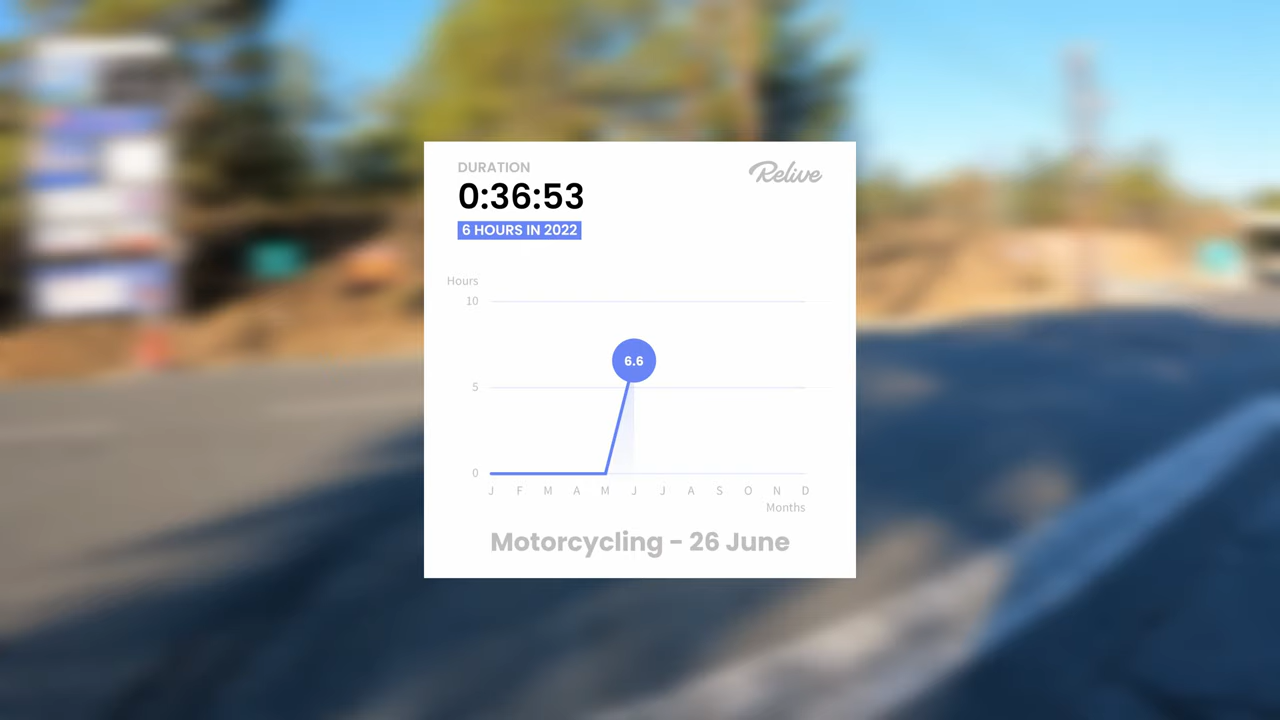 DURATION
Relive
0:36:53
6 HOURS IN 2022
Hours
10
6.6
5
0
J F M A M J J A S O N D
Months
Motorcycling - 26 June